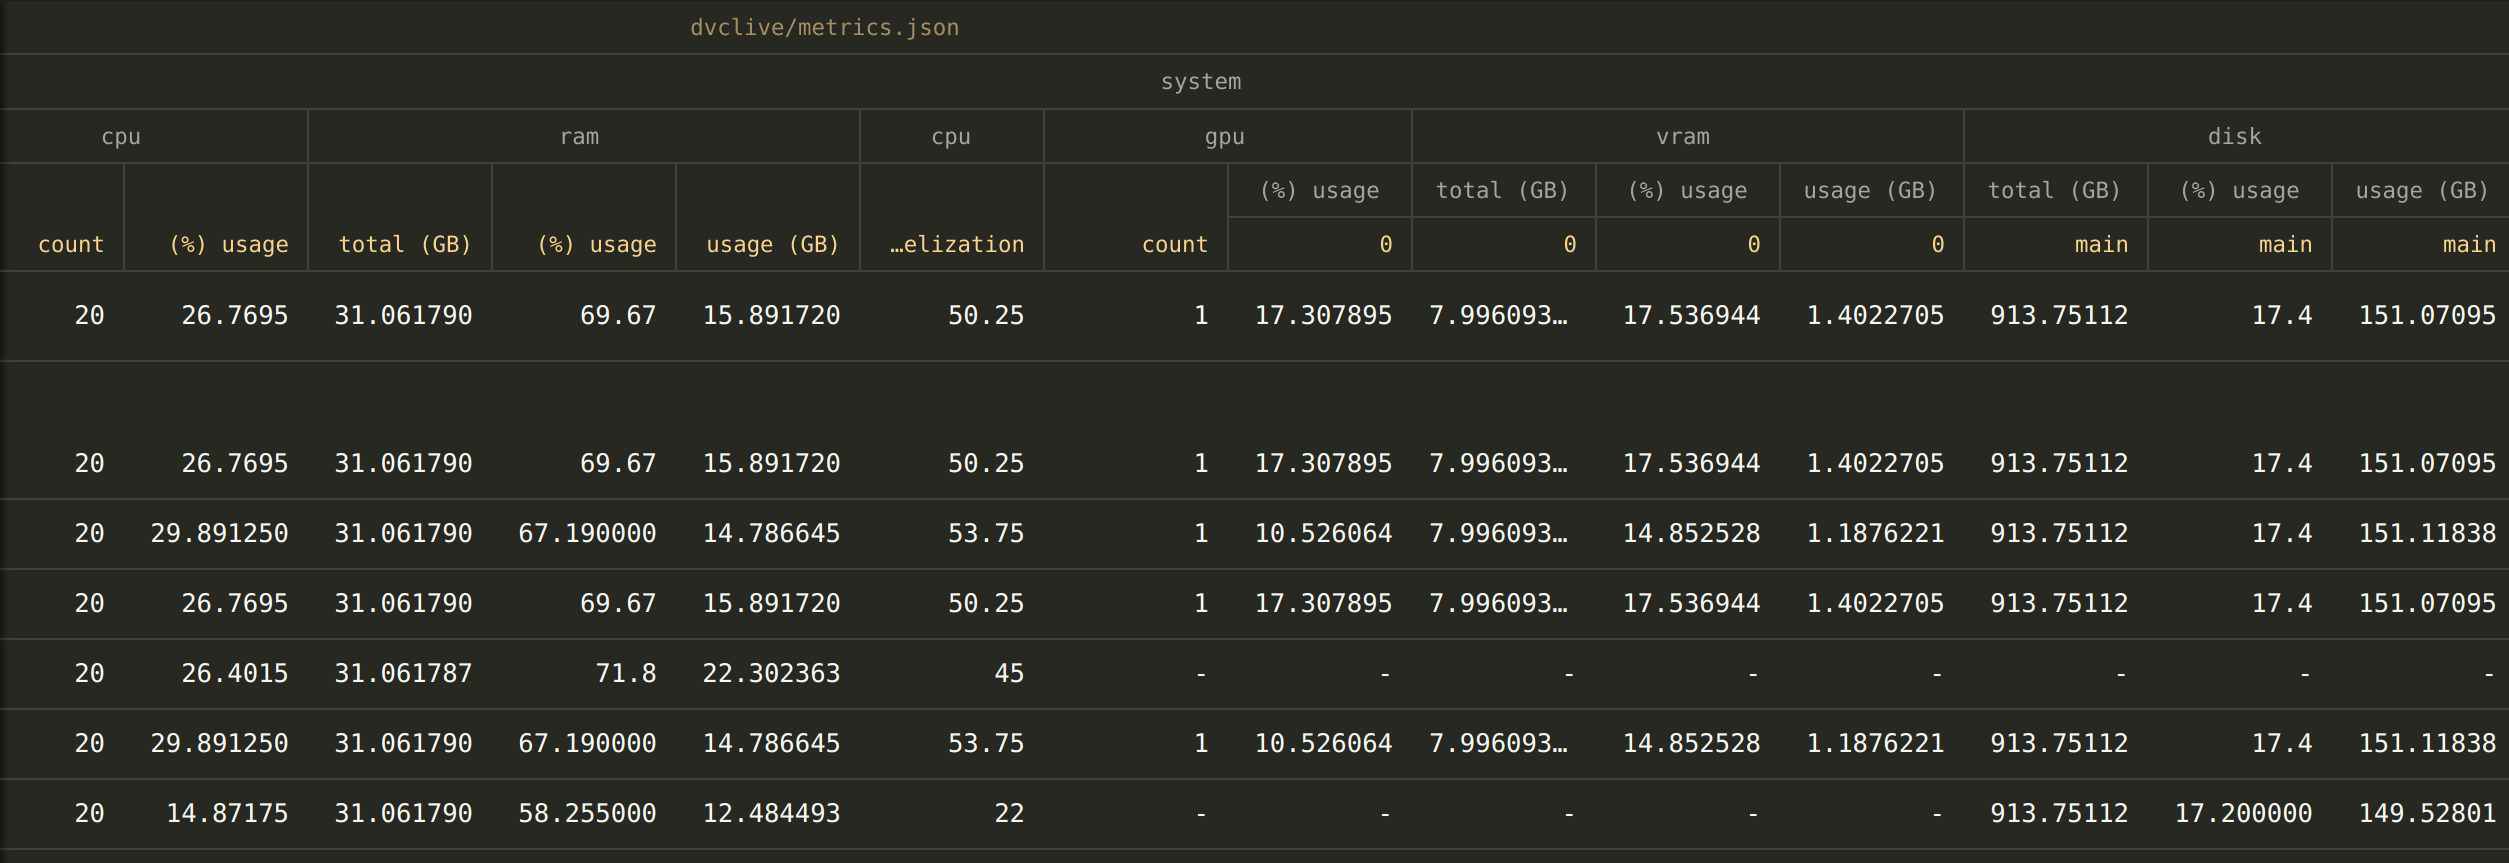 dvclive/metrics.json
system
cpu ram cpu gpu vram disk
(%) usage total (GB) (%) usage usage (GB) total (GB) (%) usage usage (GB)
count (%) usage total (GB) (%) usage usage (GB) …elization count 0 0 0 0 main main main
20 26.7695 31.061790 69.67 15.891720 50.25 1 17.307895 7.996093… 17.536944 1.4022705 913.75112 17.4 151.07095
20 26.7695 31.061790 69.67 15.891720 50.25 1 17.307895 7.996093… 17.536944 1.4022705 913.75112 17.4 151.07095
20 29.891250 31.061790 67.190000 14.786645 53.75 1 10.526064 7.996093… 14.852528 1.1876221 913.75112 17.4 151.11838
20 26.7695 31.061790 69.67 15.891720 50.25 1 17.307895 7.996093… 17.536944 1.4022705 913.75112 17.4 151.07095
20 26.4015 31.061787 71.8 22.302363 45 - - - - - - - -
20 29.891250 31.061790 67.190000 14.786645 53.75 1 10.526064 7.996093… 14.852528 1.1876221 913.75112 17.4 151.11838
20 14.87175 31.061790 58.255000 12.484493 22 - - - - - 913.75112 17.200000 149.52801